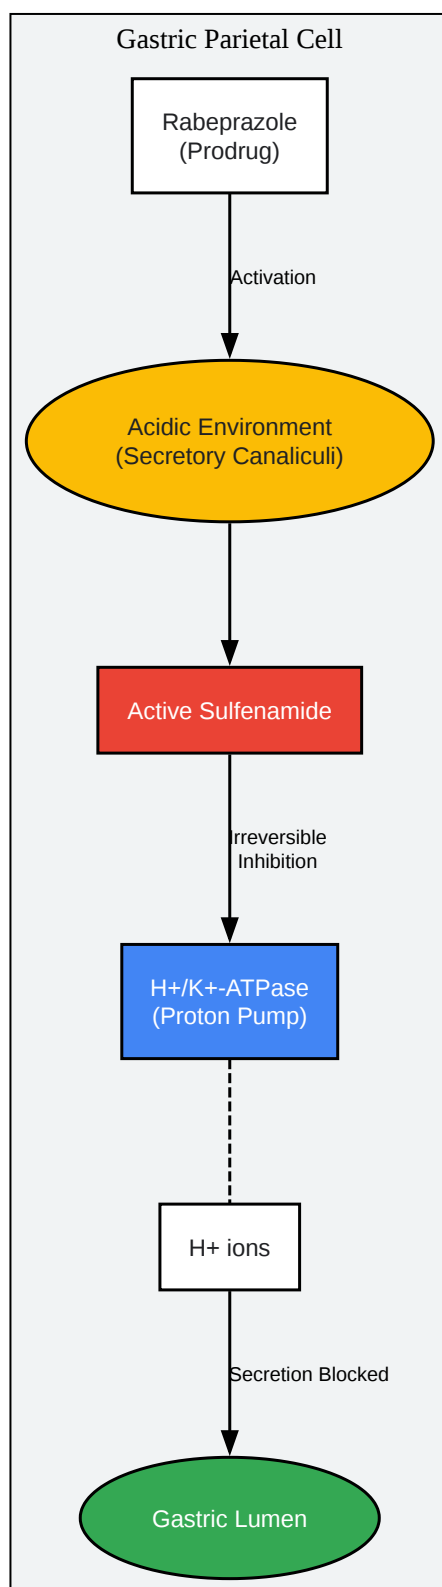 Gastric Parietal Cell
Rabeprazole
(Prodrug)
Activation
Acidic Environment
(Secretory Canaliculi)
Active Sulfenamide
Irreversible
Inhibition
H+/K+-ATPase
(Proton Pump)
H+ ions
Secretion Blocked
Gastric Lumen